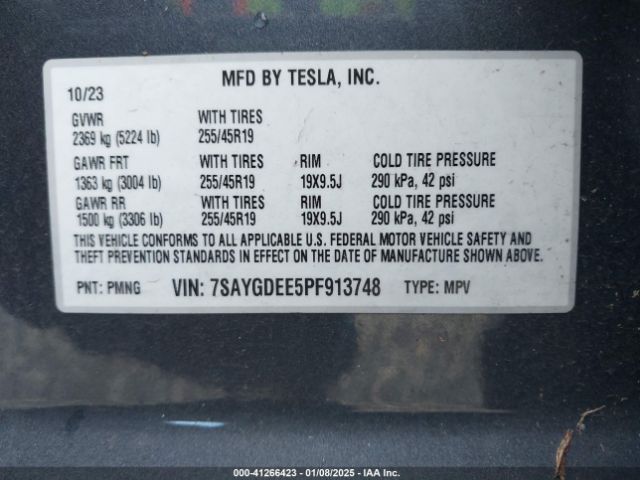 MFD BY TESLA, INC.
10/23
GVWR WITH TIRES
2369 kg (5224 lb) 255/45R19
GAWR FRT WITH TIRES RIM COLD TIRE PRESSURE
1363 kg (3004 lb) 255/45R19 19X9.5J 290 kPa, 42 psi
GAWR RR WITH TIRES RIM COLD TIRE PRESSURE
1500 kg (3306 lb) 255/45R19 19X9.5J 290 kPa, 42 psi
THIS VEHICLE CONFORMS TO ALL APPLICABLE U.S. FEDERAL MOTOR VEHICLE SAFETY AND
THEFT PREVENTION STANDARDS IN EFFECT ON THE DATE OF MANUFACTURE SHOWN ABOVE.
PNT: PMNG VIN: 7SAYGDEE5PF913748 TYPE: MPV
000-41266423 - 01/08/2025 - IAA Inc.